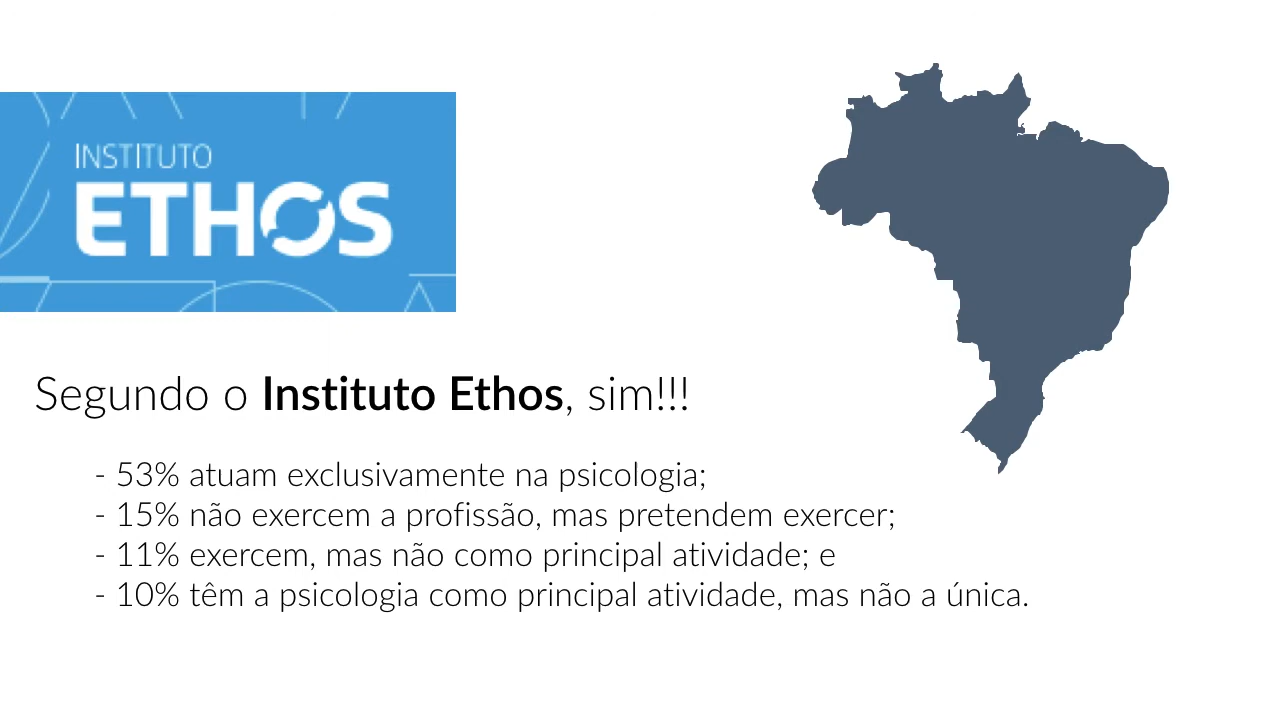 INSTITUTO
ETHOS
Segundo o Instituto Ethos, sim!!!
- 53% atuam exclusivamente na psicologia;
- 15% não exercem a profissão, mas pretendem exercer;
- 11% exercem, mas não como principal atividade; e
- 10% têm a psicologia como principal atividade, mas não a única.